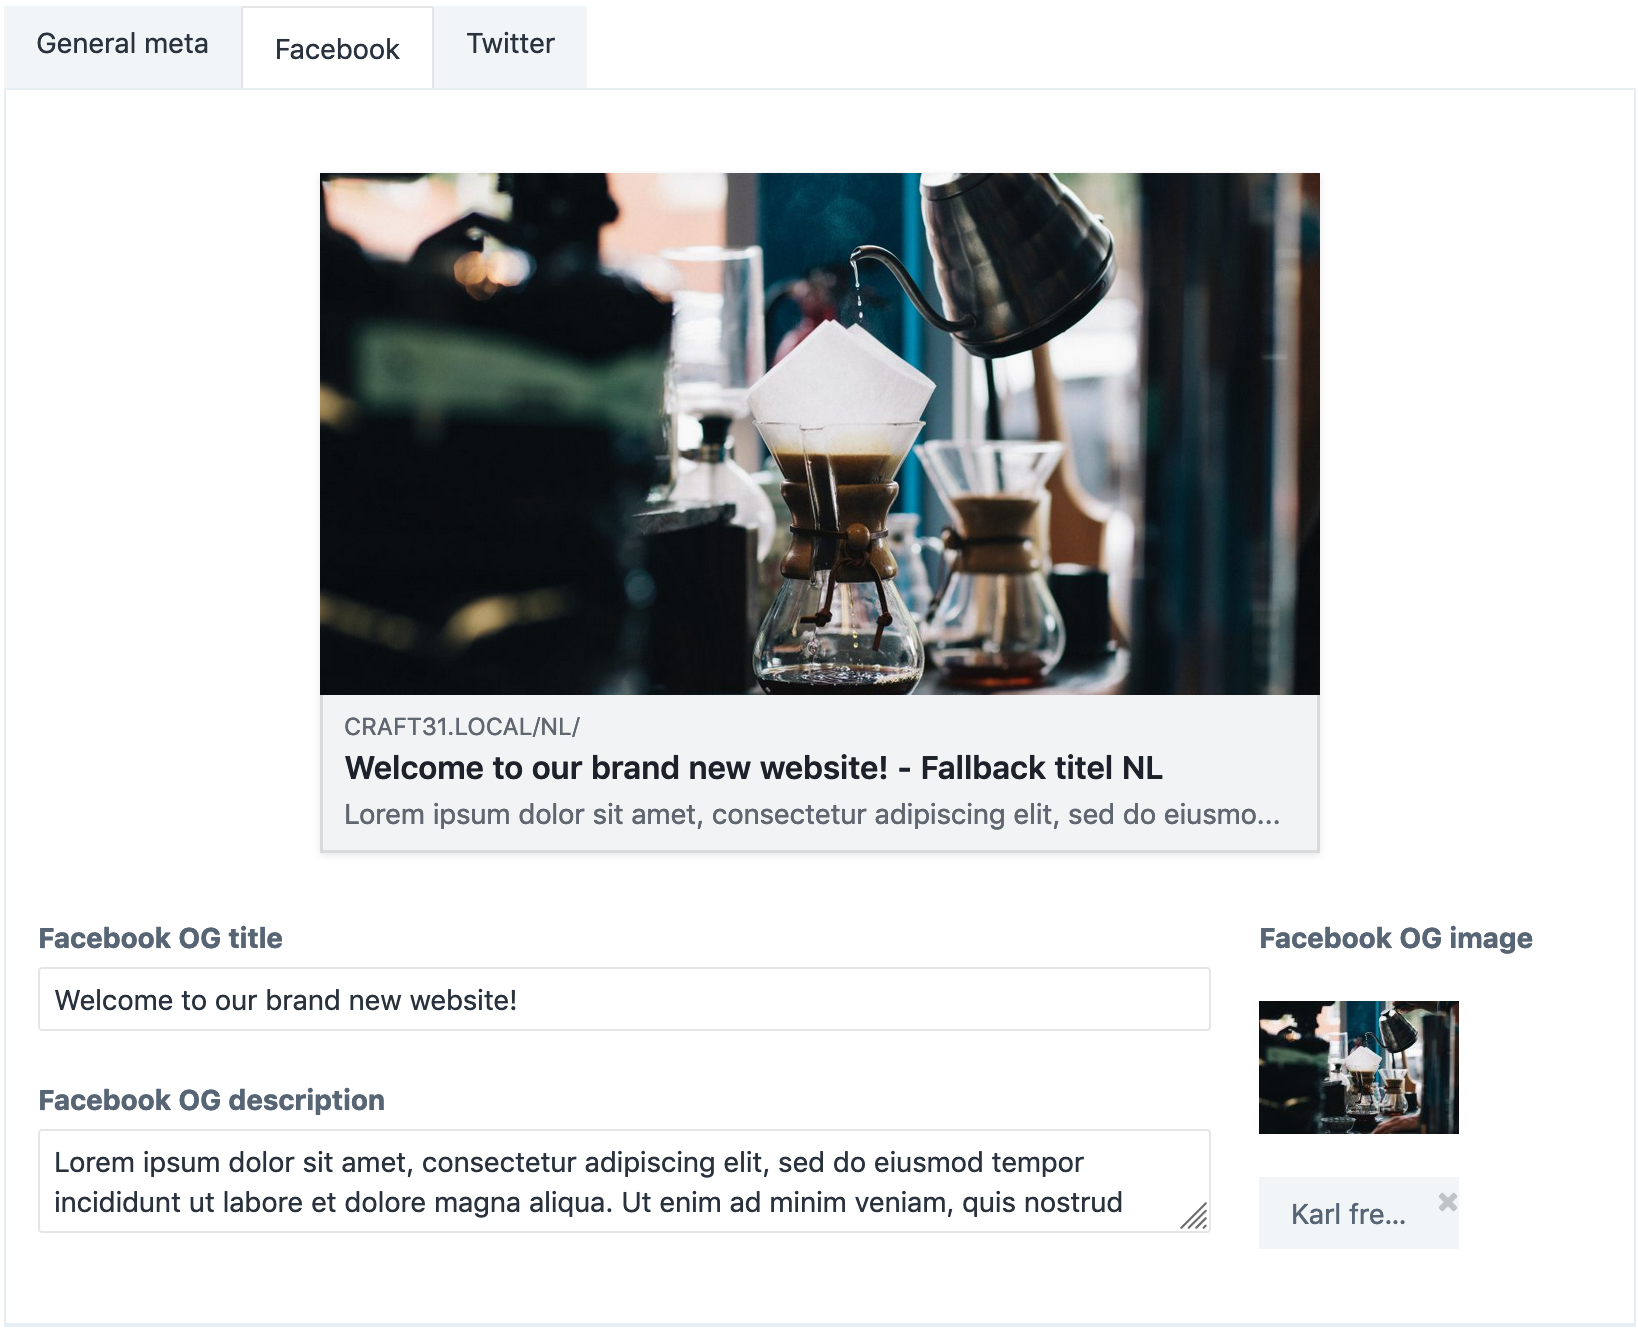 General meta
Facebook
Twitter
CRAFT31.LOCAL/NL/
Welcome to our brand new website! - Fallback titel NL
Lorem ipsum dolor sit amet, consectetur adipiscing elit, sed do eiusmo...
Facebook OG title
Facebook OG image
Welcome to our brand new website!
Facebook OG description
Lorem ipsum dolor sit amet, consectetur adipiscing elit, sed do eiusmod tempor
incididunt ut labore et dolore magna aliqua. Ut enim ad minim veniam, quis nostrud
Karl fre...